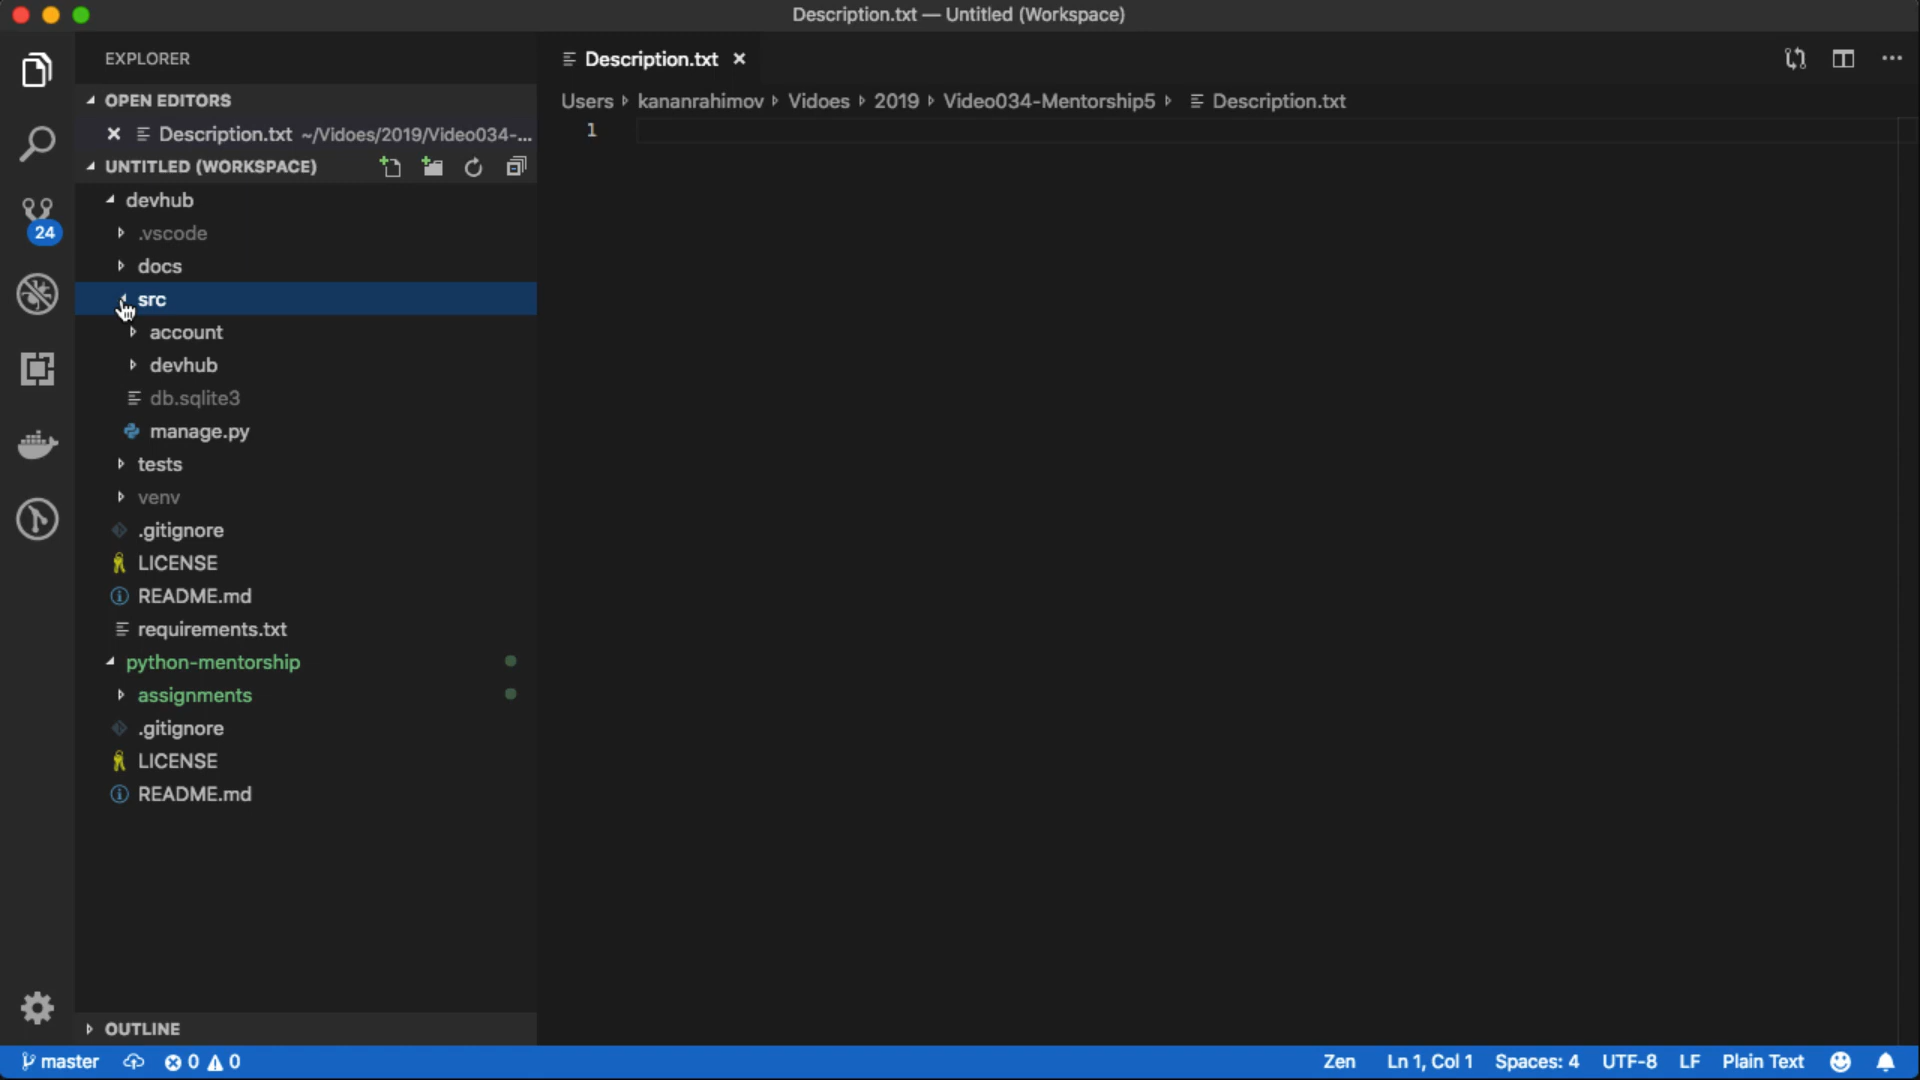 Description.txt — Untitled (Workspace)
EXPLORER
OPEN EDITORS
Description.txt ~/Vidoes/2019/Video034-...
UNTITLED (WORKSPACE)
devhub
.vscode
docs
src
account
devhub
db.sqlite3
manage.py
tests
venv
.gitignore
LICENSE
README.md
requirements.txt
python-mentorship
assignments
.gitignore
LICENSE
README.md
OUTLINE
24
Description.txt
Users kananrahimov Vidoes 2019 Video034-Mentorship5 Description.txt
1
master 0 0 Zen Ln 1, Col 1 Spaces: 4 UTF-8 LF Plain Text